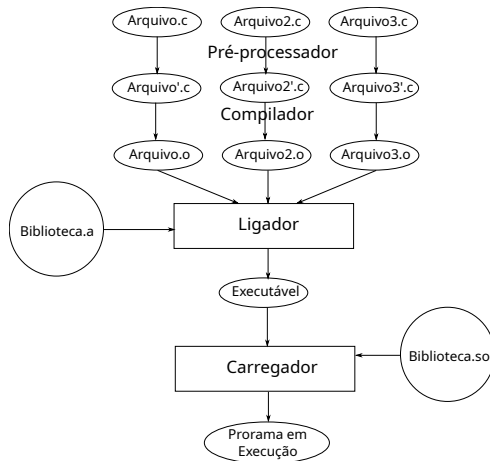 Arquivo.c Arquivo2.c Arquivo3.c
Pré-processador
Arquivo'.c Arquivo2'.c Arquivo3'.c
Compilador
Arquivo.o Arquivo2.o Arquivo3.o
Ligador
Biblioteca.a
Executável
Biblioteca.so
Carregador
Prorama em
Execução